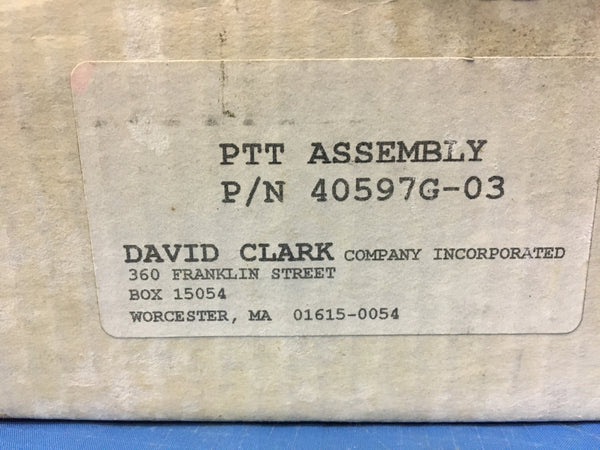 PTT ASSEMBLY
P/N 40597G-03
DAVID CLARK COMPANY INCORPORATED
360 FRANKLIN STREET
BOX 15054
WORCESTER, MA 01615-0054